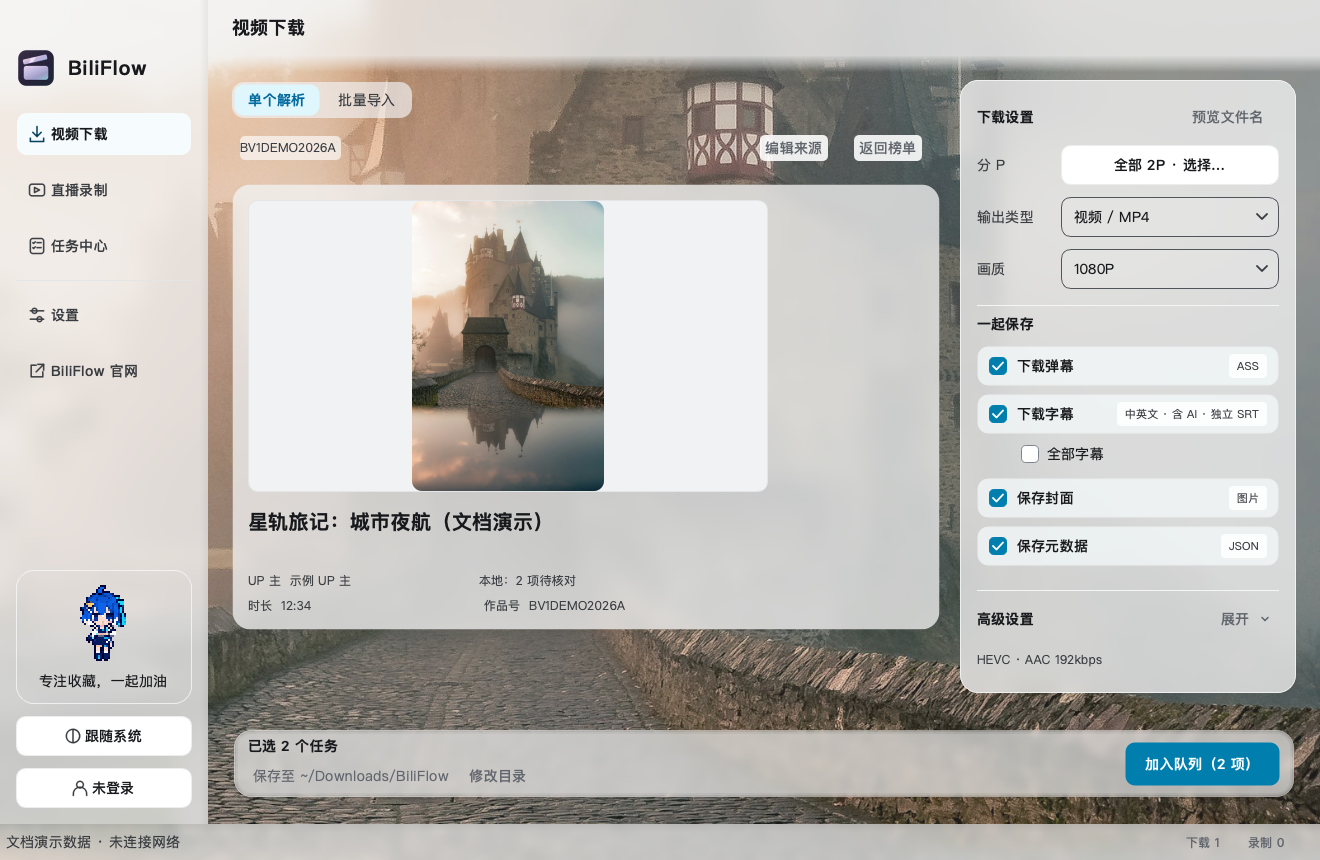 视频下载
BiliFlow
视频下载
直播录制
任务中心
设置
BiliFlow 官网
专注收藏，一起加油
跟随系统
未登录
单个解析
批量导入
BV1DEMO2026A
编辑来源
返回榜单
星轨旅记：城市夜航（文档演示）
UP 主 示例 UP 主
本地：2 项待核对
时长 12:34
作品号 BV1DEMO2026A
下载设置
预览文件名
分 P
全部 2P · 选择...
输出类型
视频 / MP4
画质
1080P
一起保存
下载弹幕
ASS
下载字幕
中英文 · 含 AI · 独立 SRT
全部字幕
保存封面
图片
保存元数据
JSON
高级设置
展开
HEVC · AAC 192kbps
已选 2 个任务
保存至 ~/Downloads/BiliFlow
修改目录
加入队列（2 项）
文档演示数据 · 未连接网络
下载 1
录制 0